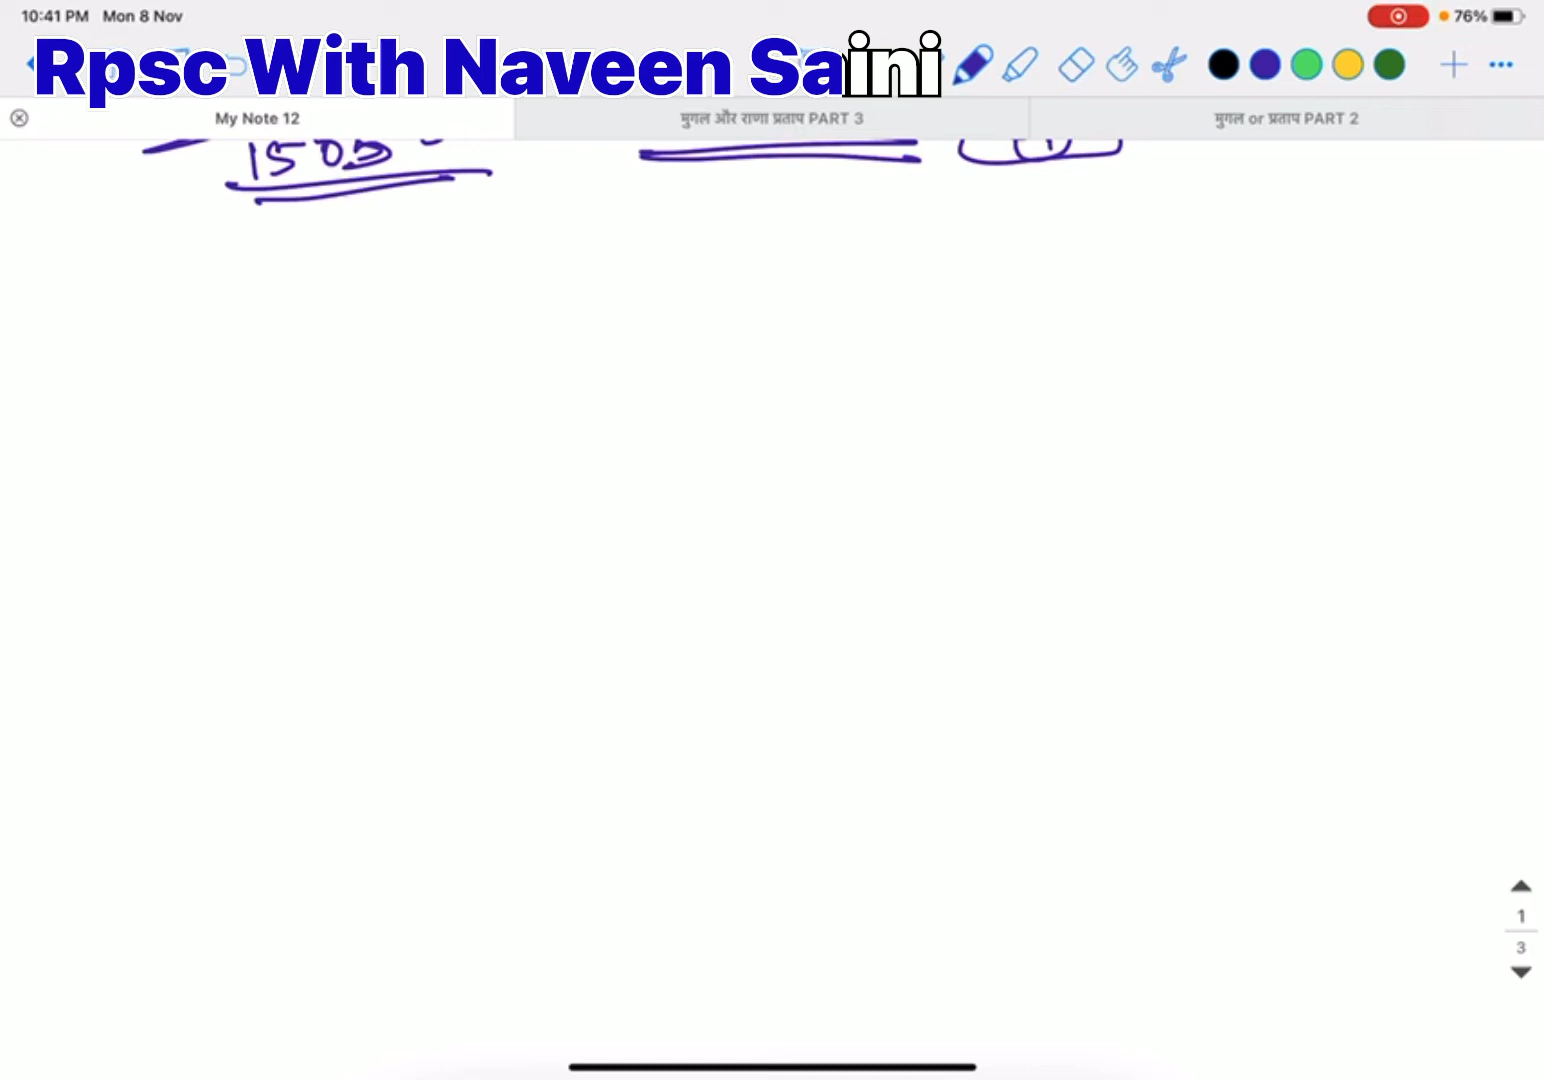 10:41 PM Mon 8 Nov
76%
Rpsc With Naveen Saini
My Note 12
मुगल और राणा प्रताप PART 3
मुगल or प्रताप PART 2
1
3